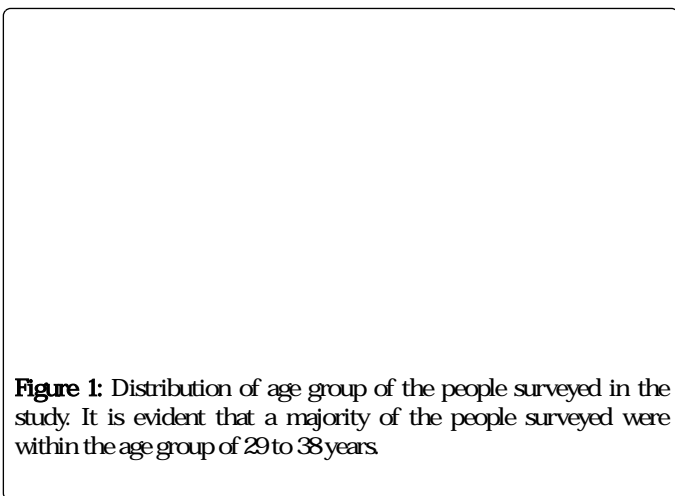 Figure 1: Distribution of age group of the people surveyed in the
study. It is evident that a majority of the people surveyed were
within the age group of 29 to 38 years.